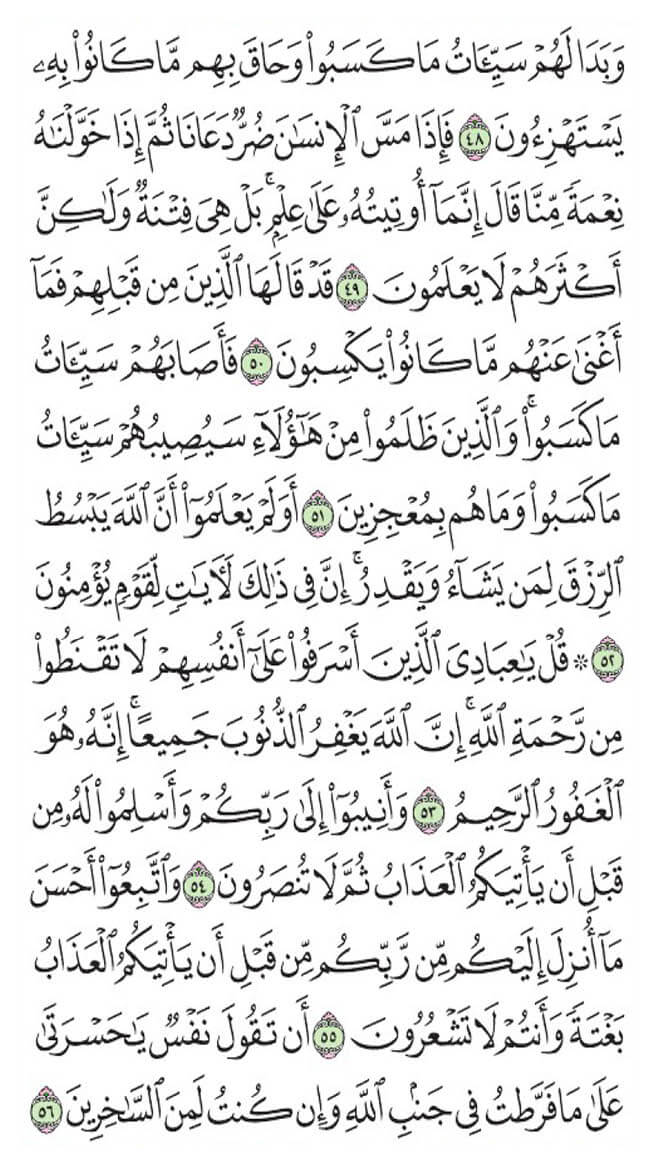 وَبَدَا لَهُمۡ سَيِّـَٔاتُ مَا كَسَبُواْ وَحَاقَ بِهِم مَّا كَانُواْ بِهِۦ
يَسۡتَهۡزِءُونَ ٤٨ فَإِذَا مَسَّ ٱلۡإِنسَٰنَ ضُرّٞ دَعَانَا ثُمَّ إِذَا خَوَّلۡنَٰهُ
نِعۡمَةٗ مِّنَّا قَالَ إِنَّمَآ أُوتِيتُهُۥ عَلَىٰ عِلۡمِۭۚ بَلۡ هِيَ فِتۡنَةٞ وَلَٰكِنَّ
أَكۡثَرَهُمۡ لَا يَعۡلَمُونَ ٤٩ قَدۡ قَالَهَا ٱلَّذِينَ مِن قَبۡلِهِمۡ فَمَآ
أَغۡنَىٰ عَنۡهُم مَّا كَانُواْ يَكۡسِبُونَ ٥٠ فَأَصَابَهُمۡ سَيِّـَٔاتُ
مَا كَسَبُواْۚ وَٱلَّذِينَ ظَلَمُواْ مِنۡ هَٰٓؤُلَآءِ سَيُصِيبُهُمۡ سَيِّـَٔاتُ
مَا كَسَبُواْ وَمَا هُم بِمُعۡجِزِينَ ٥١ أَوَلَمۡ يَعۡلَمُوٓاْ أَنَّ ٱللَّهَ يَبۡسُطُ
ٱلرِّزۡقَ لِمَن يَشَآءُ وَيَقۡدِرُۚ إِنَّ فِي ذَٰلِكَ لَأٓيَٰتٖ لِّقَوۡمٖ يُؤۡمِنُونَ
٥٢ ۞ قُلۡ يَٰعِبَادِيَ ٱلَّذِينَ أَسۡرَفُواْ عَلَىٰٓ أَنفُسِهِمۡ لَا تَقۡنَطُواْ
مِن رَّحۡمَةِ ٱللَّهِۚ إِنَّ ٱللَّهَ يَغۡفِرُ ٱلذُّنُوبَ جَمِيعًاۚ إِنَّهُۥ هُوَ
ٱلۡغَفُورُ ٱلرَّحِيمُ ٥٣ وَأَنِيبُوٓاْ إِلَىٰ رَبِّكُمۡ وَأَسۡلِمُواْ لَهُۥ مِن
قَبۡلِ أَن يَأۡتِيَكُمُ ٱلۡعَذَابُ ثُمَّ لَا تُنصَرُونَ ٥٤ وَٱتَّبِعُوٓاْ أَحۡسَنَ
مَآ أُنزِلَ إِلَيۡكُم مِّن رَّبِّكُم مِّن قَبۡلِ أَن يَأۡتِيَكُمُ ٱلۡعَذَابُ
بَغۡتَةٗ وَأَنتُمۡ لَا تَشۡعُرُونَ ٥٥ أَن تَقُولَ نَفۡسٞ يَٰحَسۡرَتَىٰ
عَلَىٰ مَا فَرَّطتُ فِي جَنۢبِ ٱللَّهِ وَإِن كُنتُ لَمِنَ ٱلسَّٰخِرِينَ ٥٦